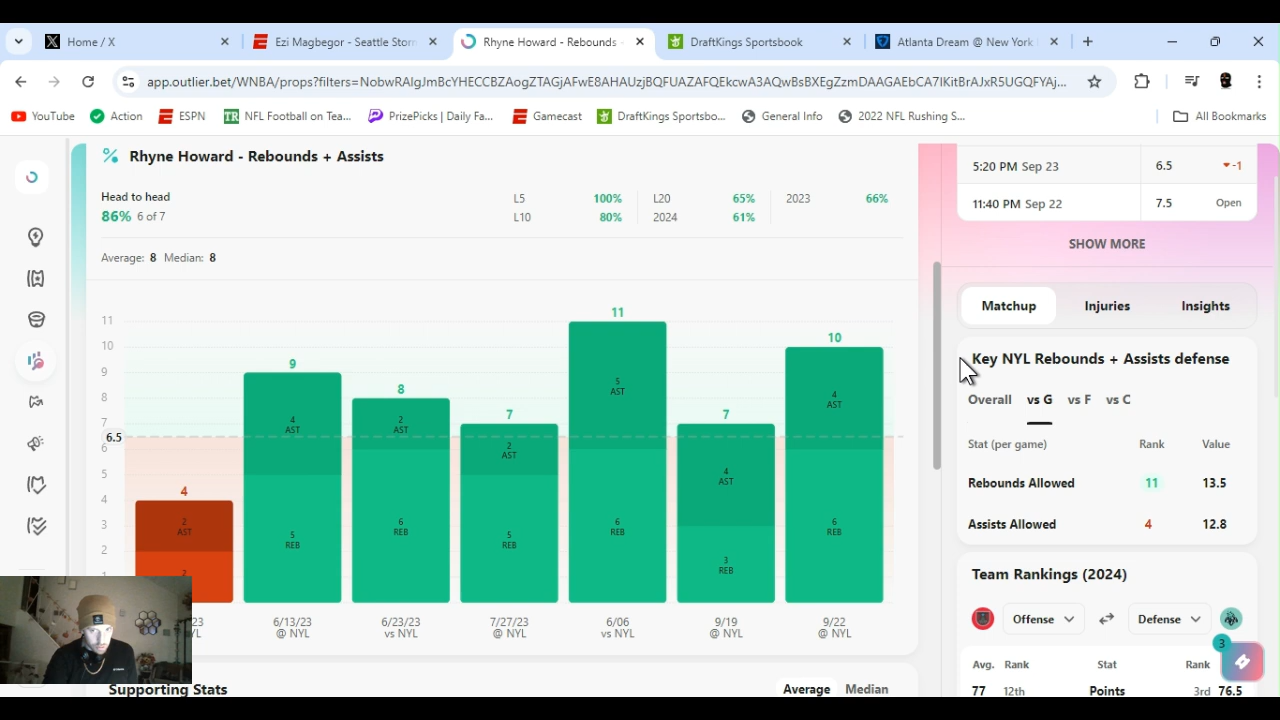 Home / X
Ezi Magbegor - Seattle Storm
Rhyne Howard - Rebounds
DraftKings Sportsbook
Atlanta Dream @ New York
app.outlier.bet/WNBA/props?filters=NobwRAlgJmBcYHECCBZAogZTAGjAFwE8AHAUzjBQFUAZAFQEkcwA3AQwBsBXEgZzmDAAGAEbCA7IKitBrAJxR5UGQFYAj...
YouTube
Action
ESPN
NFL Football on Tea...
PrizePicks | Daily Fa...
Gamecast
DraftKings Sportsbo...
General Info
2022 NFL Rushing S...
All Bookmarks
Rhyne Howard - Rebounds + Assists
Head to head
86% 6 of 7
L5 100%
L10 80%
L20 65%
2024 61%
2023 66%
Average: 8 Median: 8
11
10
9
8
7
6.5
6
5
4
3
2
1
4
2 AST
2
9
4 AST
5 REB
8
2 AST
6 REB
7
2 AST
5 REB
11
5 AST
6 REB
7
4 AST
3 REB
10
4 AST
6 REB
6/13/23
@ NYL
6/23/23
vs NYL
7/27/23
@ NYL
6/06
vs NYL
9/19
@ NYL
9/22
@ NYL
Supporting Stats
Average Median
5:20 PM Sep 23 6.5 -1
11:40 PM Sep 22 7.5 Open
SHOW MORE
Matchup Injuries Insights
Key NYL Rebounds + Assists defense
Overall vs G vs F vs C
Stat (per game) Rank Value
Rebounds Allowed 11 13.5
Assists Allowed 4 12.8
Team Rankings (2024)
Offense Defense
3
Avg. Rank Stat Rank
77 12th Points 3rd 76.5